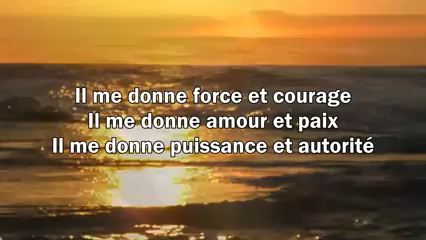 Il me donne force et courage
Il me donne amour et paix
Il me donne puissance et autorité